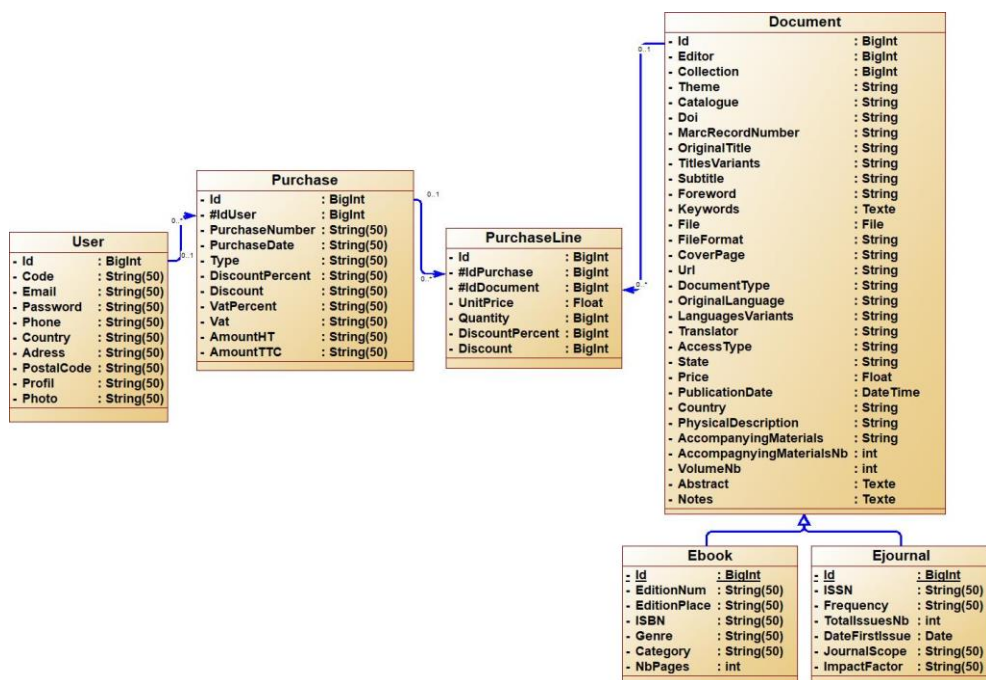 User
- Id : BigInt
- Code : String(50)
- Email : String(50)
- Password : String(50)
- Phone : String(50)
- Country : String(50)
- Adress : String(50)
- PostalCode : String(50)
- Profil : String(50)
- Photo : String(50)
0..1
0..*
Purchase
- Id : BigInt
- #IdUser : BigInt
- PurchaseNumber : String(50)
- PurchaseDate : String(50)
- Type : String(50)
- DiscountPercent : String(50)
- Discount : String(50)
- VatPercent : String(50)
- Vat : String(50)
- AmountHT : String(50)
- AmountTTC : String(50)
0..1
0..*
PurchaseLine
- Id : BigInt
- #IdPurchase : BigInt
- #IdDocument : BigInt
- UnitPrice : Float
- Quantity : BigInt
- DiscountPercent : BigInt
- Discount : BigInt
0..1
0..*
Document
- Id : BigInt
- Editor : BigInt
- Collection : BigInt
- Theme : String
- Catalogue : String
- Doi : String
- MarcRecordNumber : String
- OriginalTitle : String
- TitlesVariants : String
- Subtitle : String
- Foreword : String
- Keywords : Texte
- File : File
- FileFormat : String
- CoverPage : String
- Url : String
- DocumentType : String
- OriginalLanguage : String
- LanguagesVariants : String
- Translator : String
- AccessType : String
- State : String
- Price : Float
- PublicationDate : DateTime
- Country : String
- PhysicalDescription : String
- AccompanyingMaterials : String
- AccompagnyingMaterialsNb : int
- VolumeNb : int
- Abstract : Texte
- Notes : Texte
Ebook
- Id : BigInt
- EditionNum : String(50)
- EditionPlace : String(50)
- ISBN : String(50)
- Genre : String(50)
- Category : String(50)
- NbPages : int
Ejournal
- Id : BigInt
- ISSN : String(50)
- Frequency : String(50)
- TotalIssuesNb : int
- DateFirstIssue : Date
- JournalScope : String(50)
- ImpactFactor : String(50)